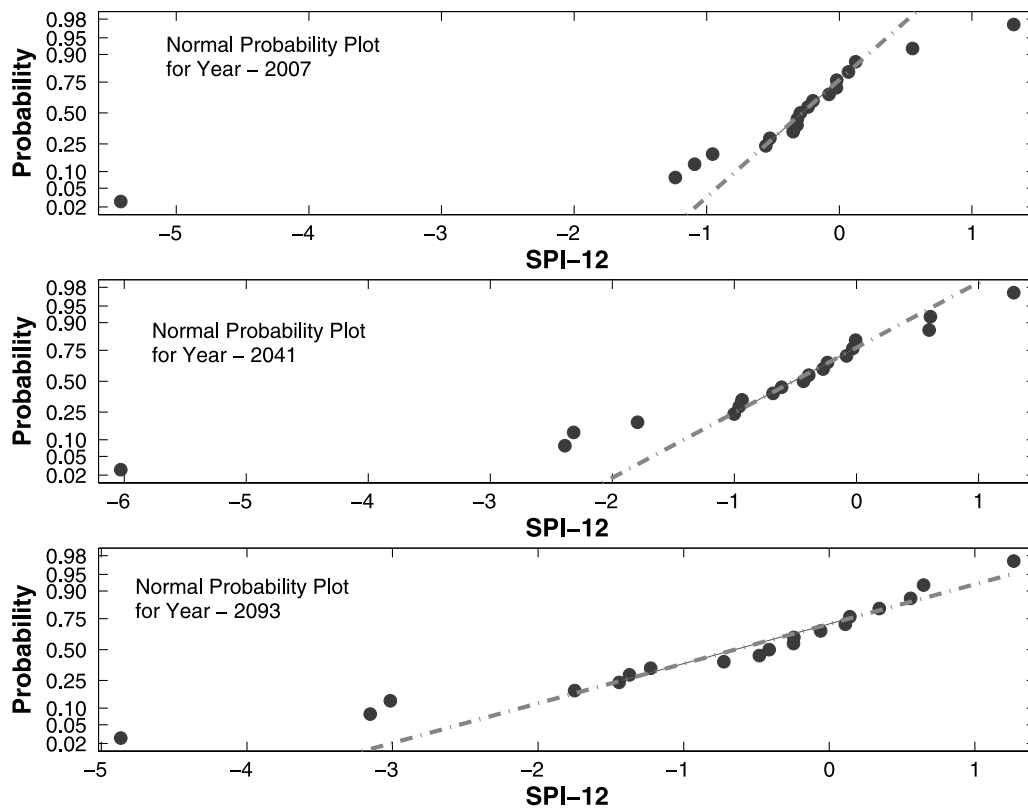 0.98
0.95
0.90
0.75
0.50
0.25
0.10
0.05
0.02
Probability
Normal Probability Plot
for Year – 2007
−5 −4 −3 −2 −1 0 1
SPI–12
0.98
0.95
0.90
0.75
0.50
0.25
0.10
0.05
0.02
Probability
Normal Probability Plot
for Year – 2041
−6 −5 −4 −3 −2 −1 0 1
SPI–12
0.98
0.95
0.90
0.75
0.50
0.25
0.10
0.05
0.02
Probability
Normal Probability Plot
for Year – 2093
−5 −4 −3 −2 −1 0 1
SPI–12